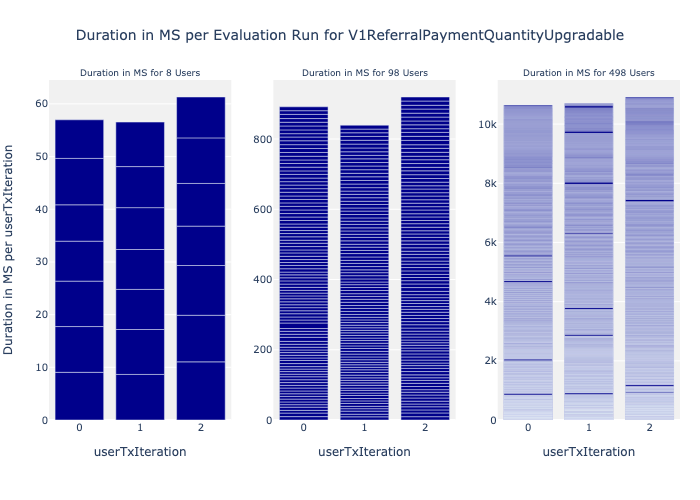 Duration in MS per Evaluation Run for V1ReferralPaymentQuantityUpgradable
Duration in MS for 8 Users
Duration in MS for 98 Users
Duration in MS for 498 Users
Duration in MS per userTxIteration
60
50
40
30
20
10
0
800
600
400
200
0
10k
8k
6k
4k
2k
0
0 1 2
0 1 2
0 1 2
userTxIteration
userTxIteration
userTxIteration